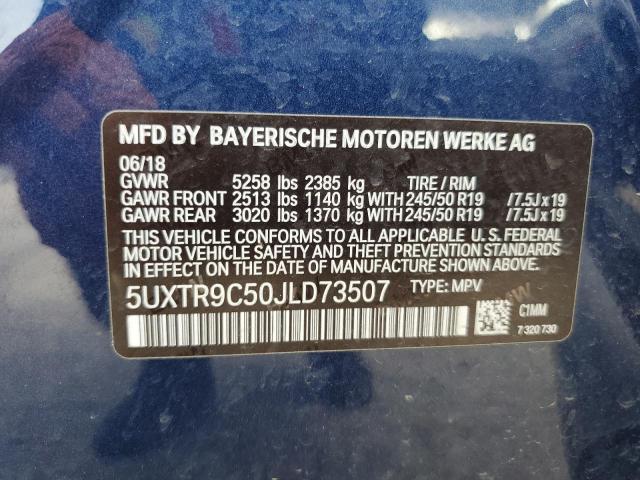 MFD BY BAYERISCHE MOTOREN WERKE AG
06/18
GVWR 5258 lbs 2385 kg TIRE / RIM
GAWR FRONT 2513 lbs 1140 kg WITH 245/50 R19 /7.5J x 19
GAWR REAR 3020 lbs 1370 kg WITH 245/50 R19 /7.5J x 19
THIS VEHICLE CONFORMS TO ALL APPLICABLE U. S. FEDERAL
MOTOR VEHICLE SAFETY AND THEFT PREVENTION STANDARDS
IN EFFECT ON THE DATE OF MANUFACTURE SHOWN ABOVE.
5UXTR9C50JLD73507 TYPE: MPV
C1MM
7 320 730